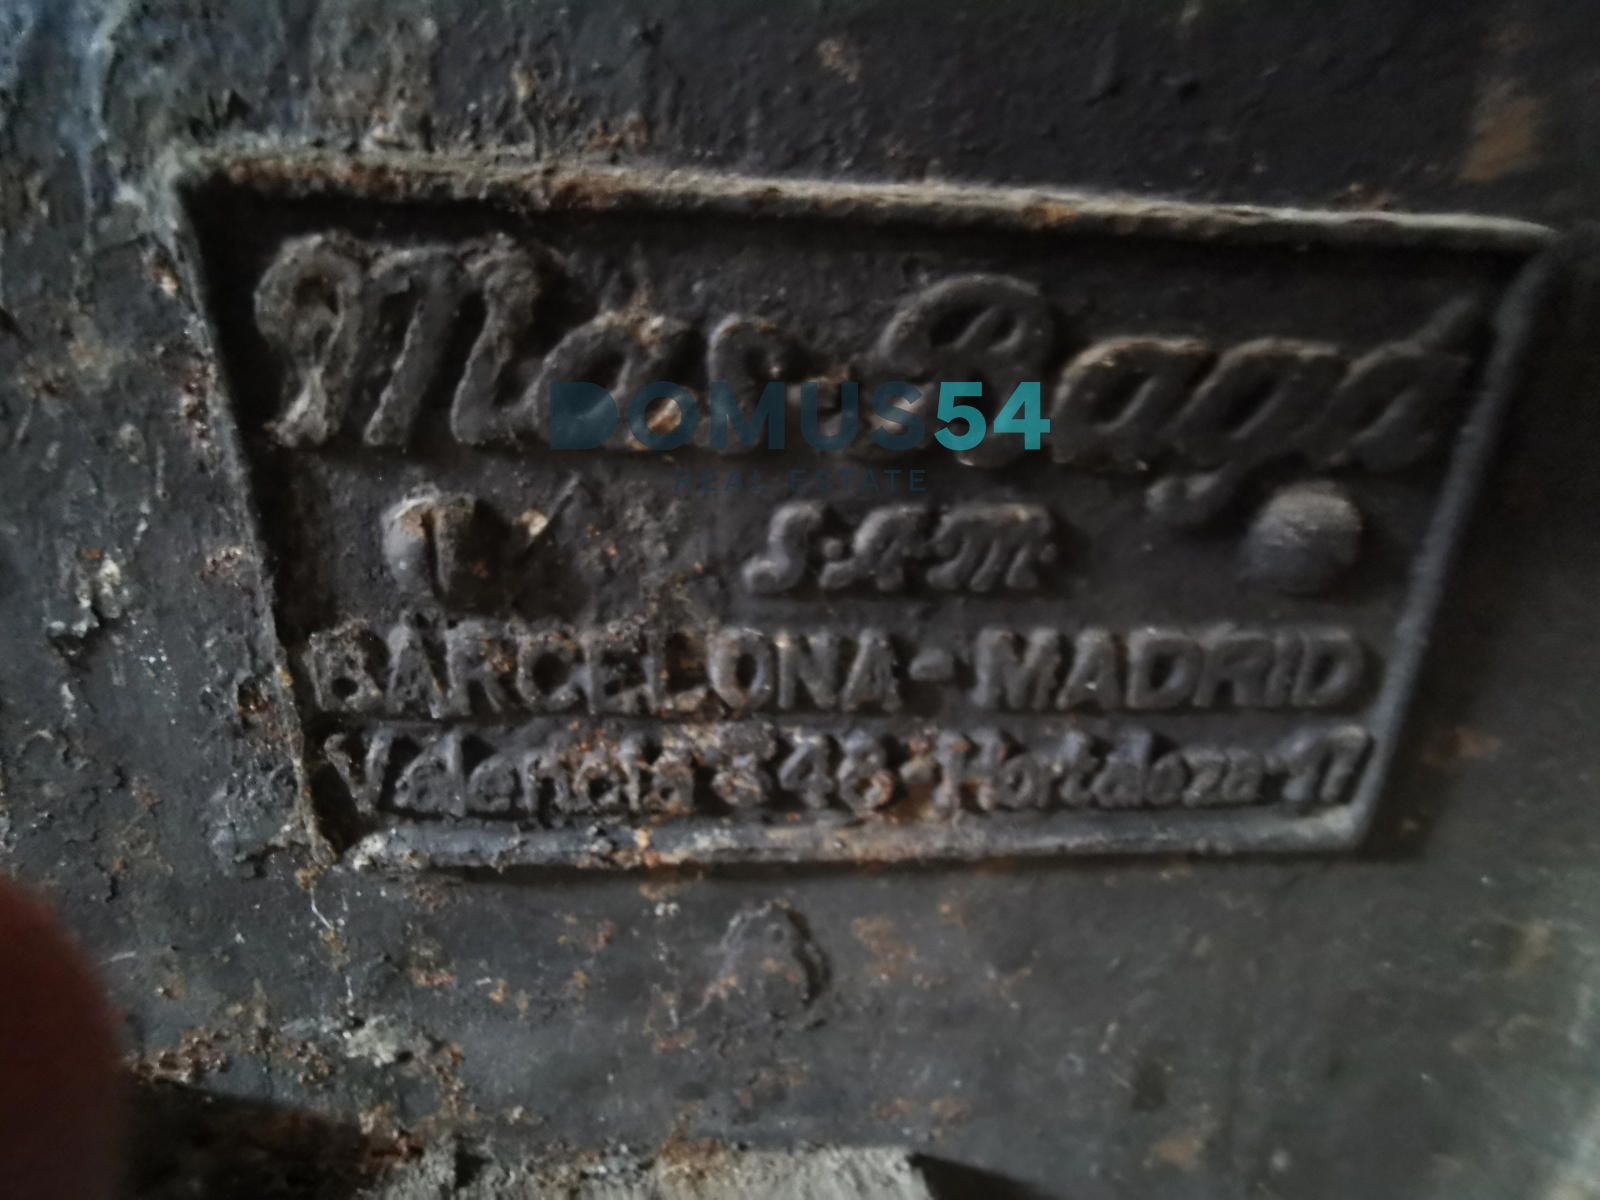 Mas-Bagá
DOMUS54
REAL ESTATE
S.A.M.
BARCELONA-MADRID
Valencia 348-Hortaleza 17